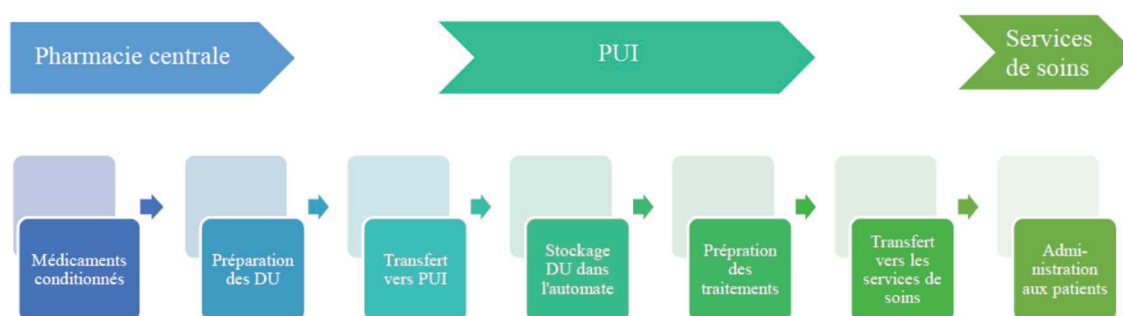 Pharmacie centrale
PUI
Services
de soins
Médicaments
conditionnés
Préparation
des DU
Transfert
vers PUI
Stockage
DU dans
l'automate
Prépration
des
traitements
Transfert
vers les
services de
soins
Admi-
nistration
aux patients